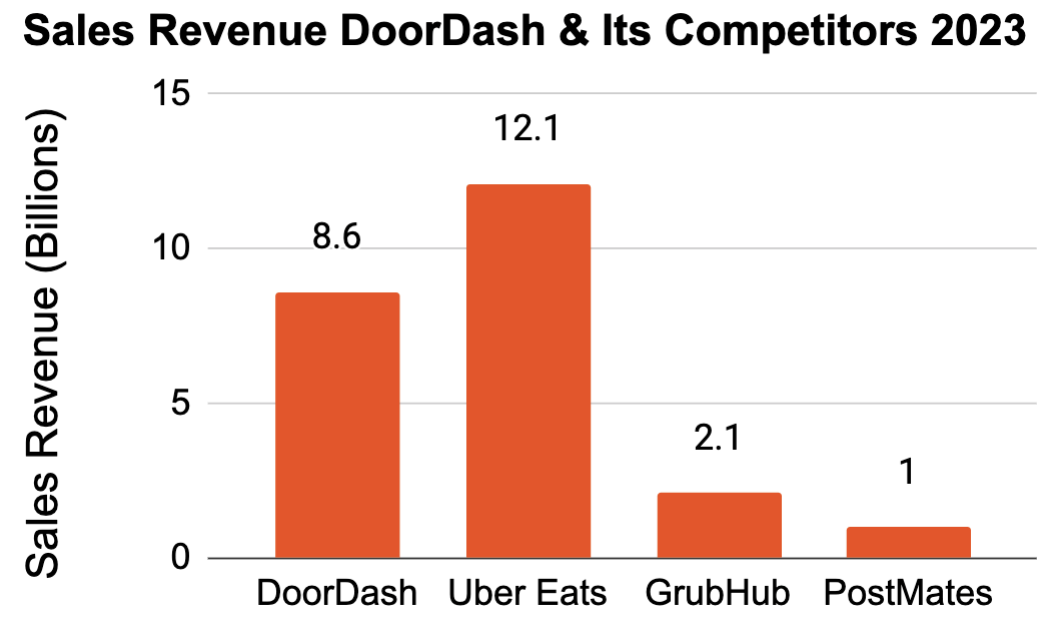 Sales Revenue DoorDash & Its Competitors 2023
Sales Revenue (Billions)
15
10
5
0
8.6
12.1
2.1
1
DoorDash
Uber Eats
GrubHub
PostMates